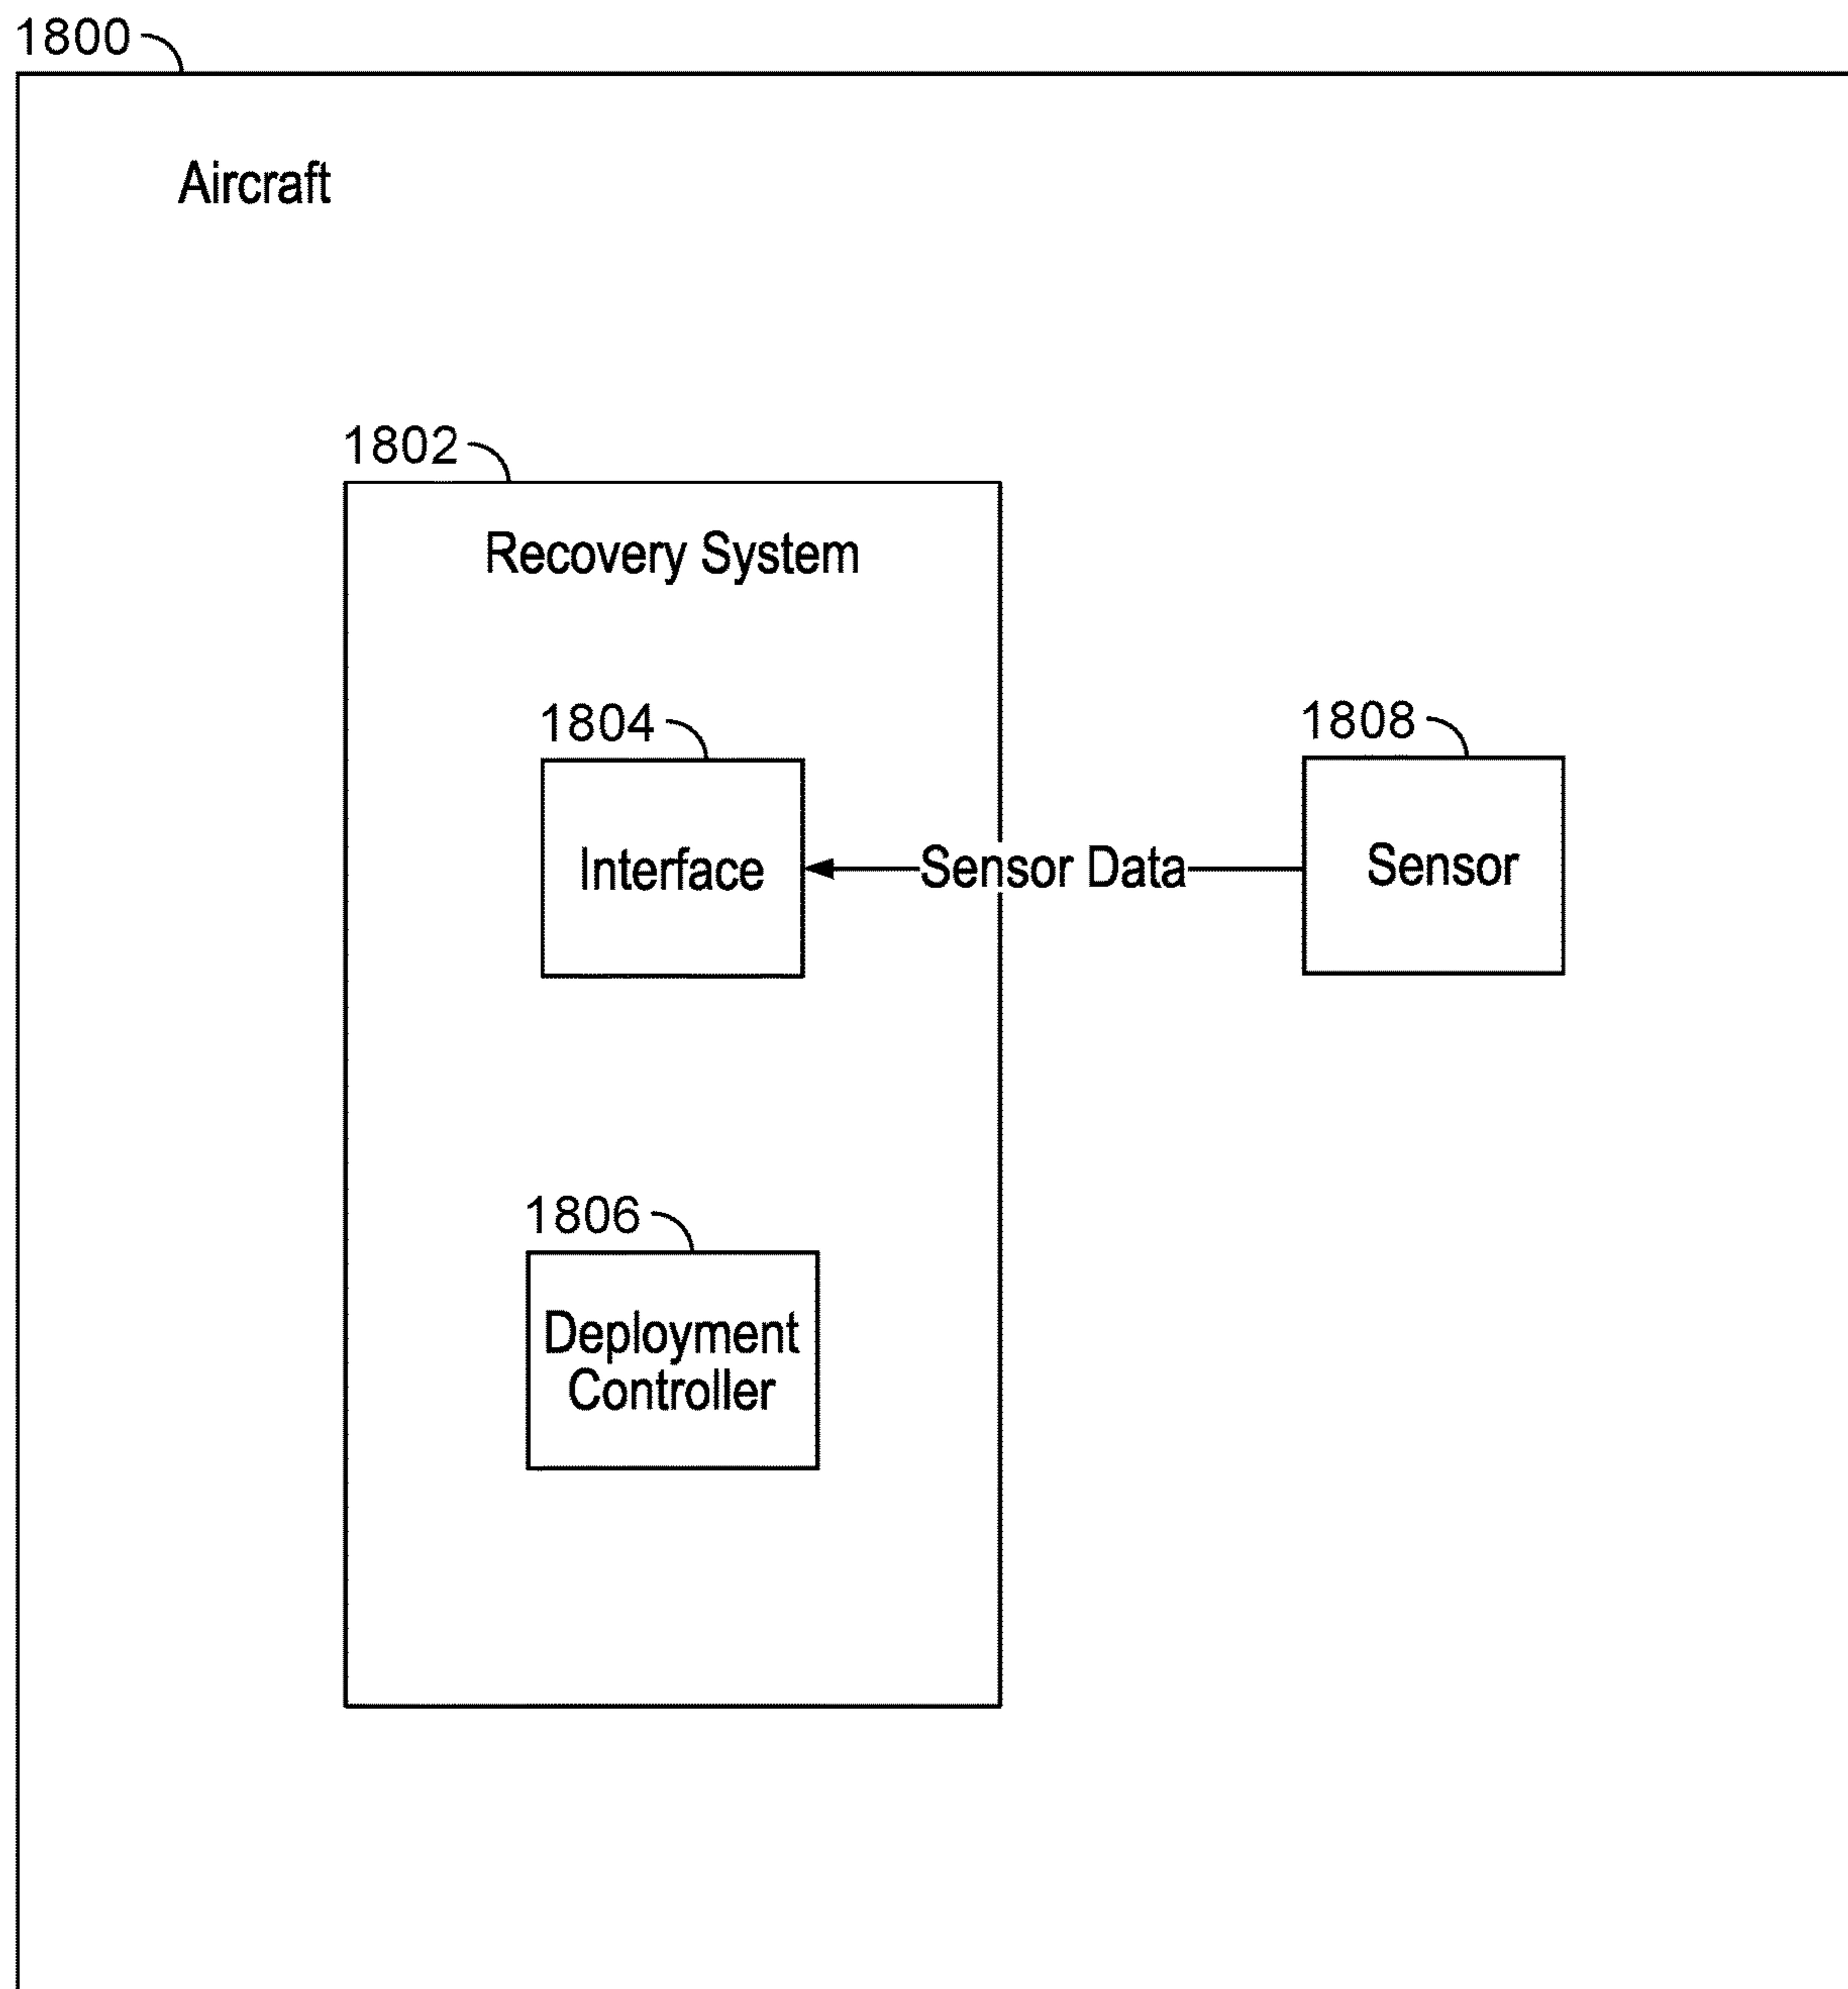 1800
Aircraft
1802
Recovery System
1804
1808
Interface
Sensor Data
Sensor
1806
Deployment
Controller